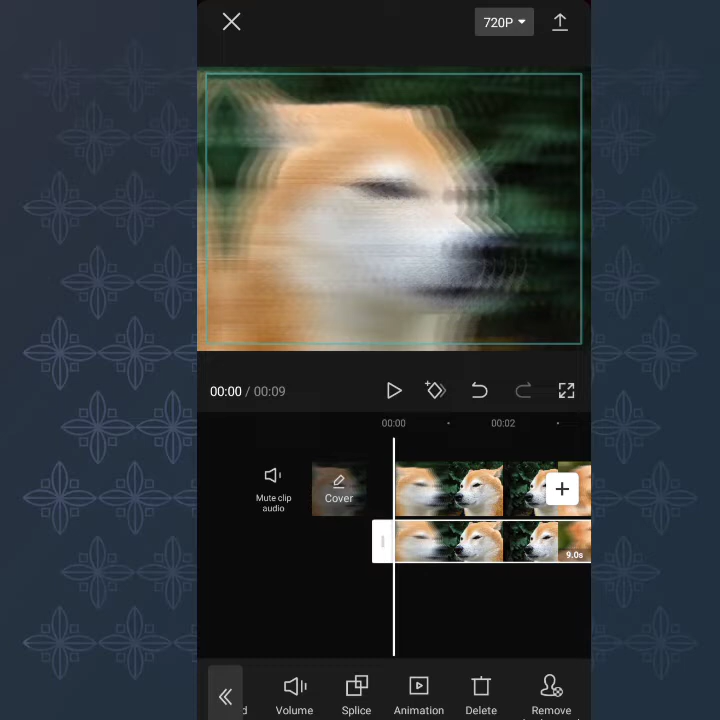 720P
00:00 / 00:09
00:00
00:02
Mute clip
audio
Cover
9.0s
d
Volume
Splice
Animation
Delete
Remove